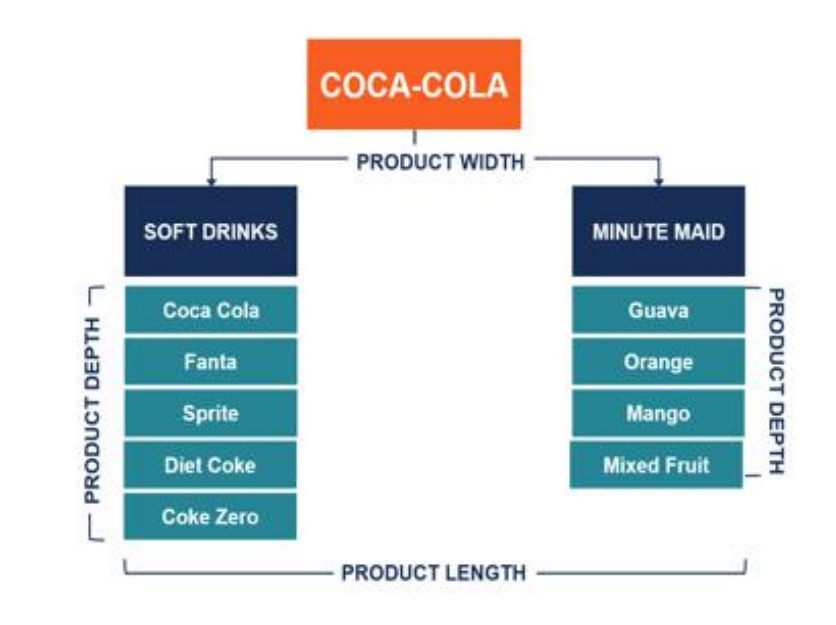 COCA-COLA
PRODUCT WIDTH
SOFT DRINKS
MINUTE MAID
PRODUCT DEPTH
Coca Cola
Fanta
Sprite
Diet Coke
Coke Zero
Guava
Orange
Mango
Mixed Fruit
PRODUCT DEPTH
PRODUCT LENGTH